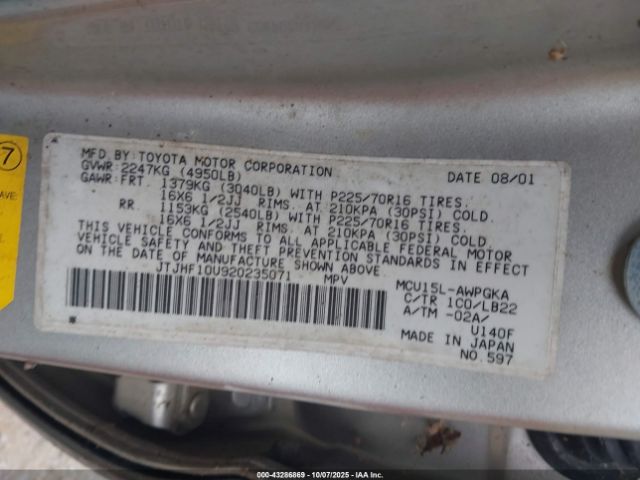 7
AVE
MFD BY:TOYOTA MOTOR CORPORATION DATE 08/01
GVWR:2247KG (4950LB)
GAWR:FRT 1379KG (3040LB) WITH P225/70R16 TIRES.
16X6 1/2JJ RIMS. AT 210KPA (30PSI) COLD.
RR 1153KG (2540LB) WITH P225/70R16 TIRES.
16X6 1/2JJ RIMS. AT 210KPA (30PSI) COLD.
THIS VEHICLE CONFORMS TO ALL APPLICABLE FEDERAL MOTOR
VEHICLE SAFETY AND THEFT PREVENTION STANDARDS IN EFFECT
ON THE DATE OF MANUFACTURE SHOWN ABOVE.
JTJHF10U920235071 MPV
MCU15L-AWPGKA
C/TR 1C0/LB22
A/TM -02A/
U140F
MADE IN JAPAN
NO.597
000-43286869 - 10/07/2025 - IAA Inc.